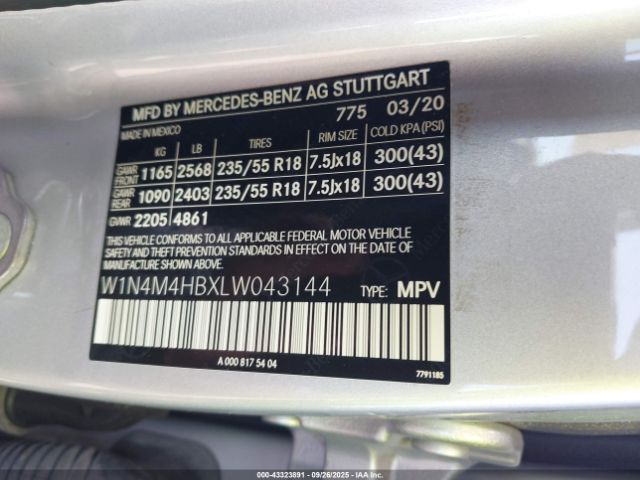 MFD BY MERCEDES-BENZ AG STUTTGART
MADE IN MEXICO 775 03/20
KG LB TIRES RIM SIZE COLD KPA(PSI)
GAWR FRONT 1165 2568 235/55 R18 7.5Jx18 300(43)
GAWR REAR 1090 2403 235/55 R18 7.5Jx18 300(43)
GVWR 2205 4861
THIS VEHICLE CONFORMS TO ALL APPLICABLE FEDERAL MOTOR VEHICLE
SAFETY, BUMPER, AND THEFT PREVENTION STANDARDS IN EFFECT ON THE DATE
OF MANUFACTURE SHOWN ABOVE.
W1N4M4HBXLW043144 TYPE: MPV
A 000 817 54 04
7791185
000-43323891 - 09/26/2025 - IAAI.com